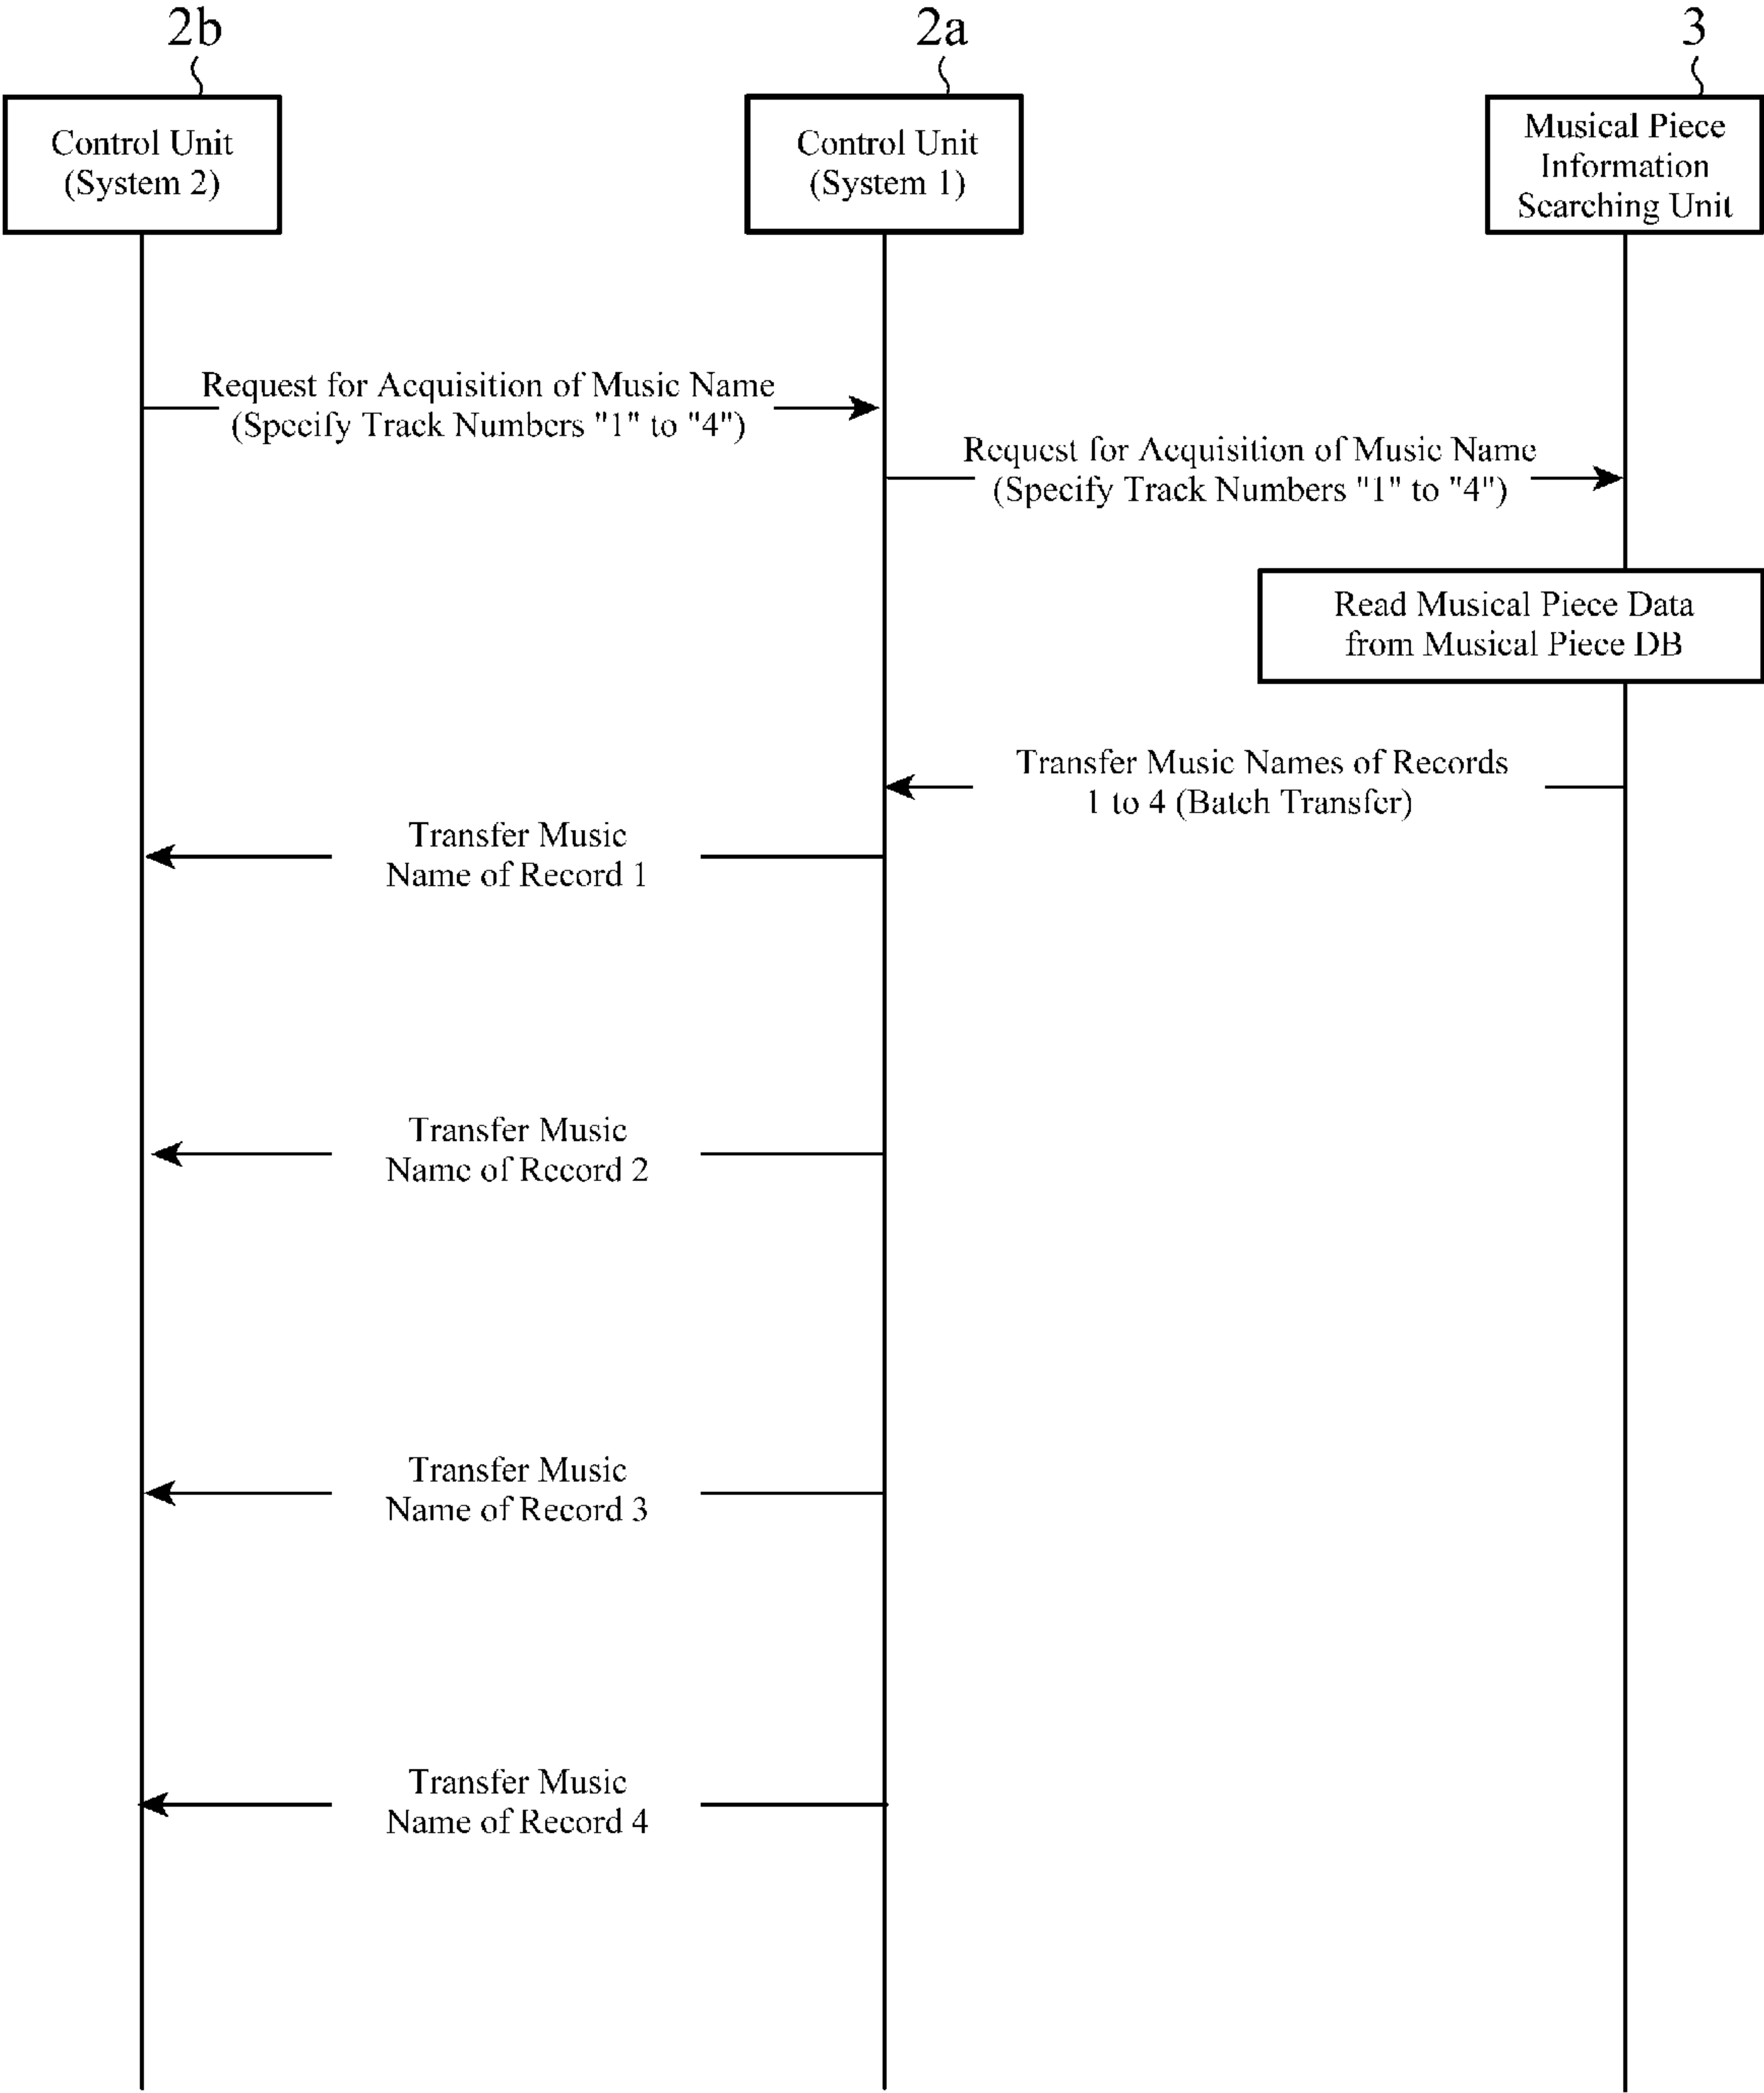 2b
2a
3
Control Unit
(System 2)
Control Unit
(System 1)
Musical Piece
Information
Searching Unit
Request for Acquisition of Music Name
(Specify Track Numbers "1" to "4")
Request for Acquisition of Music Name
(Specify Track Numbers "1" to "4")
Read Musical Piece Data
from Musical Piece DB
Transfer Music Names of Records
1 to 4 (Batch Transfer)
Transfer Music
Name of Record 1
Transfer Music
Name of Record 2
Transfer Music
Name of Record 3
Transfer Music
Name of Record 4